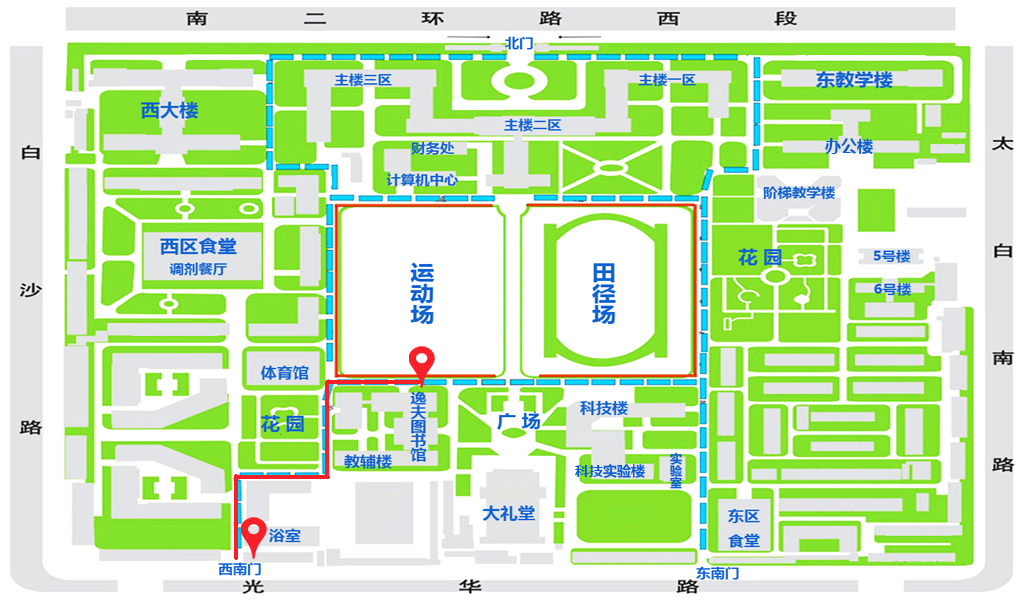 南二环路西段
北门
主楼三区
主楼一区
东教学楼
西大楼
主楼二区
办公楼
财务处
计算机中心
阶梯教学楼
白沙路
太白南路
西区食堂
调剂餐厅
运动场
田径场
花园
5号楼
6号楼
体育馆
花园
逸夫图书馆
广场
科技楼
教辅楼
科技实验楼
实验室
大礼堂
东区
食堂
浴室
西南门
东南门
光华路